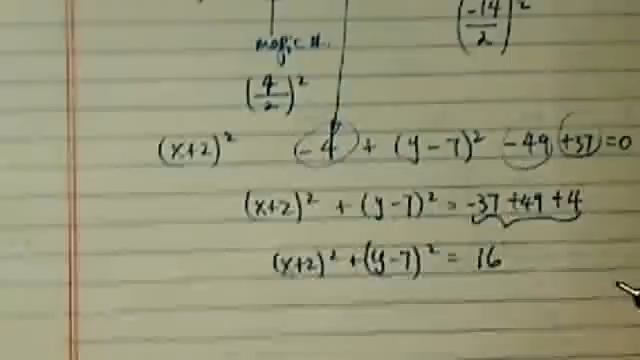 (-14/2)²
magic #.
(4/2)²
(x+2)² -4 + (y-7)² -49 +37 = 0
(x+2)² + (y-7)² = -37 +49 +4
(x+2)² + (y-7)² = 16